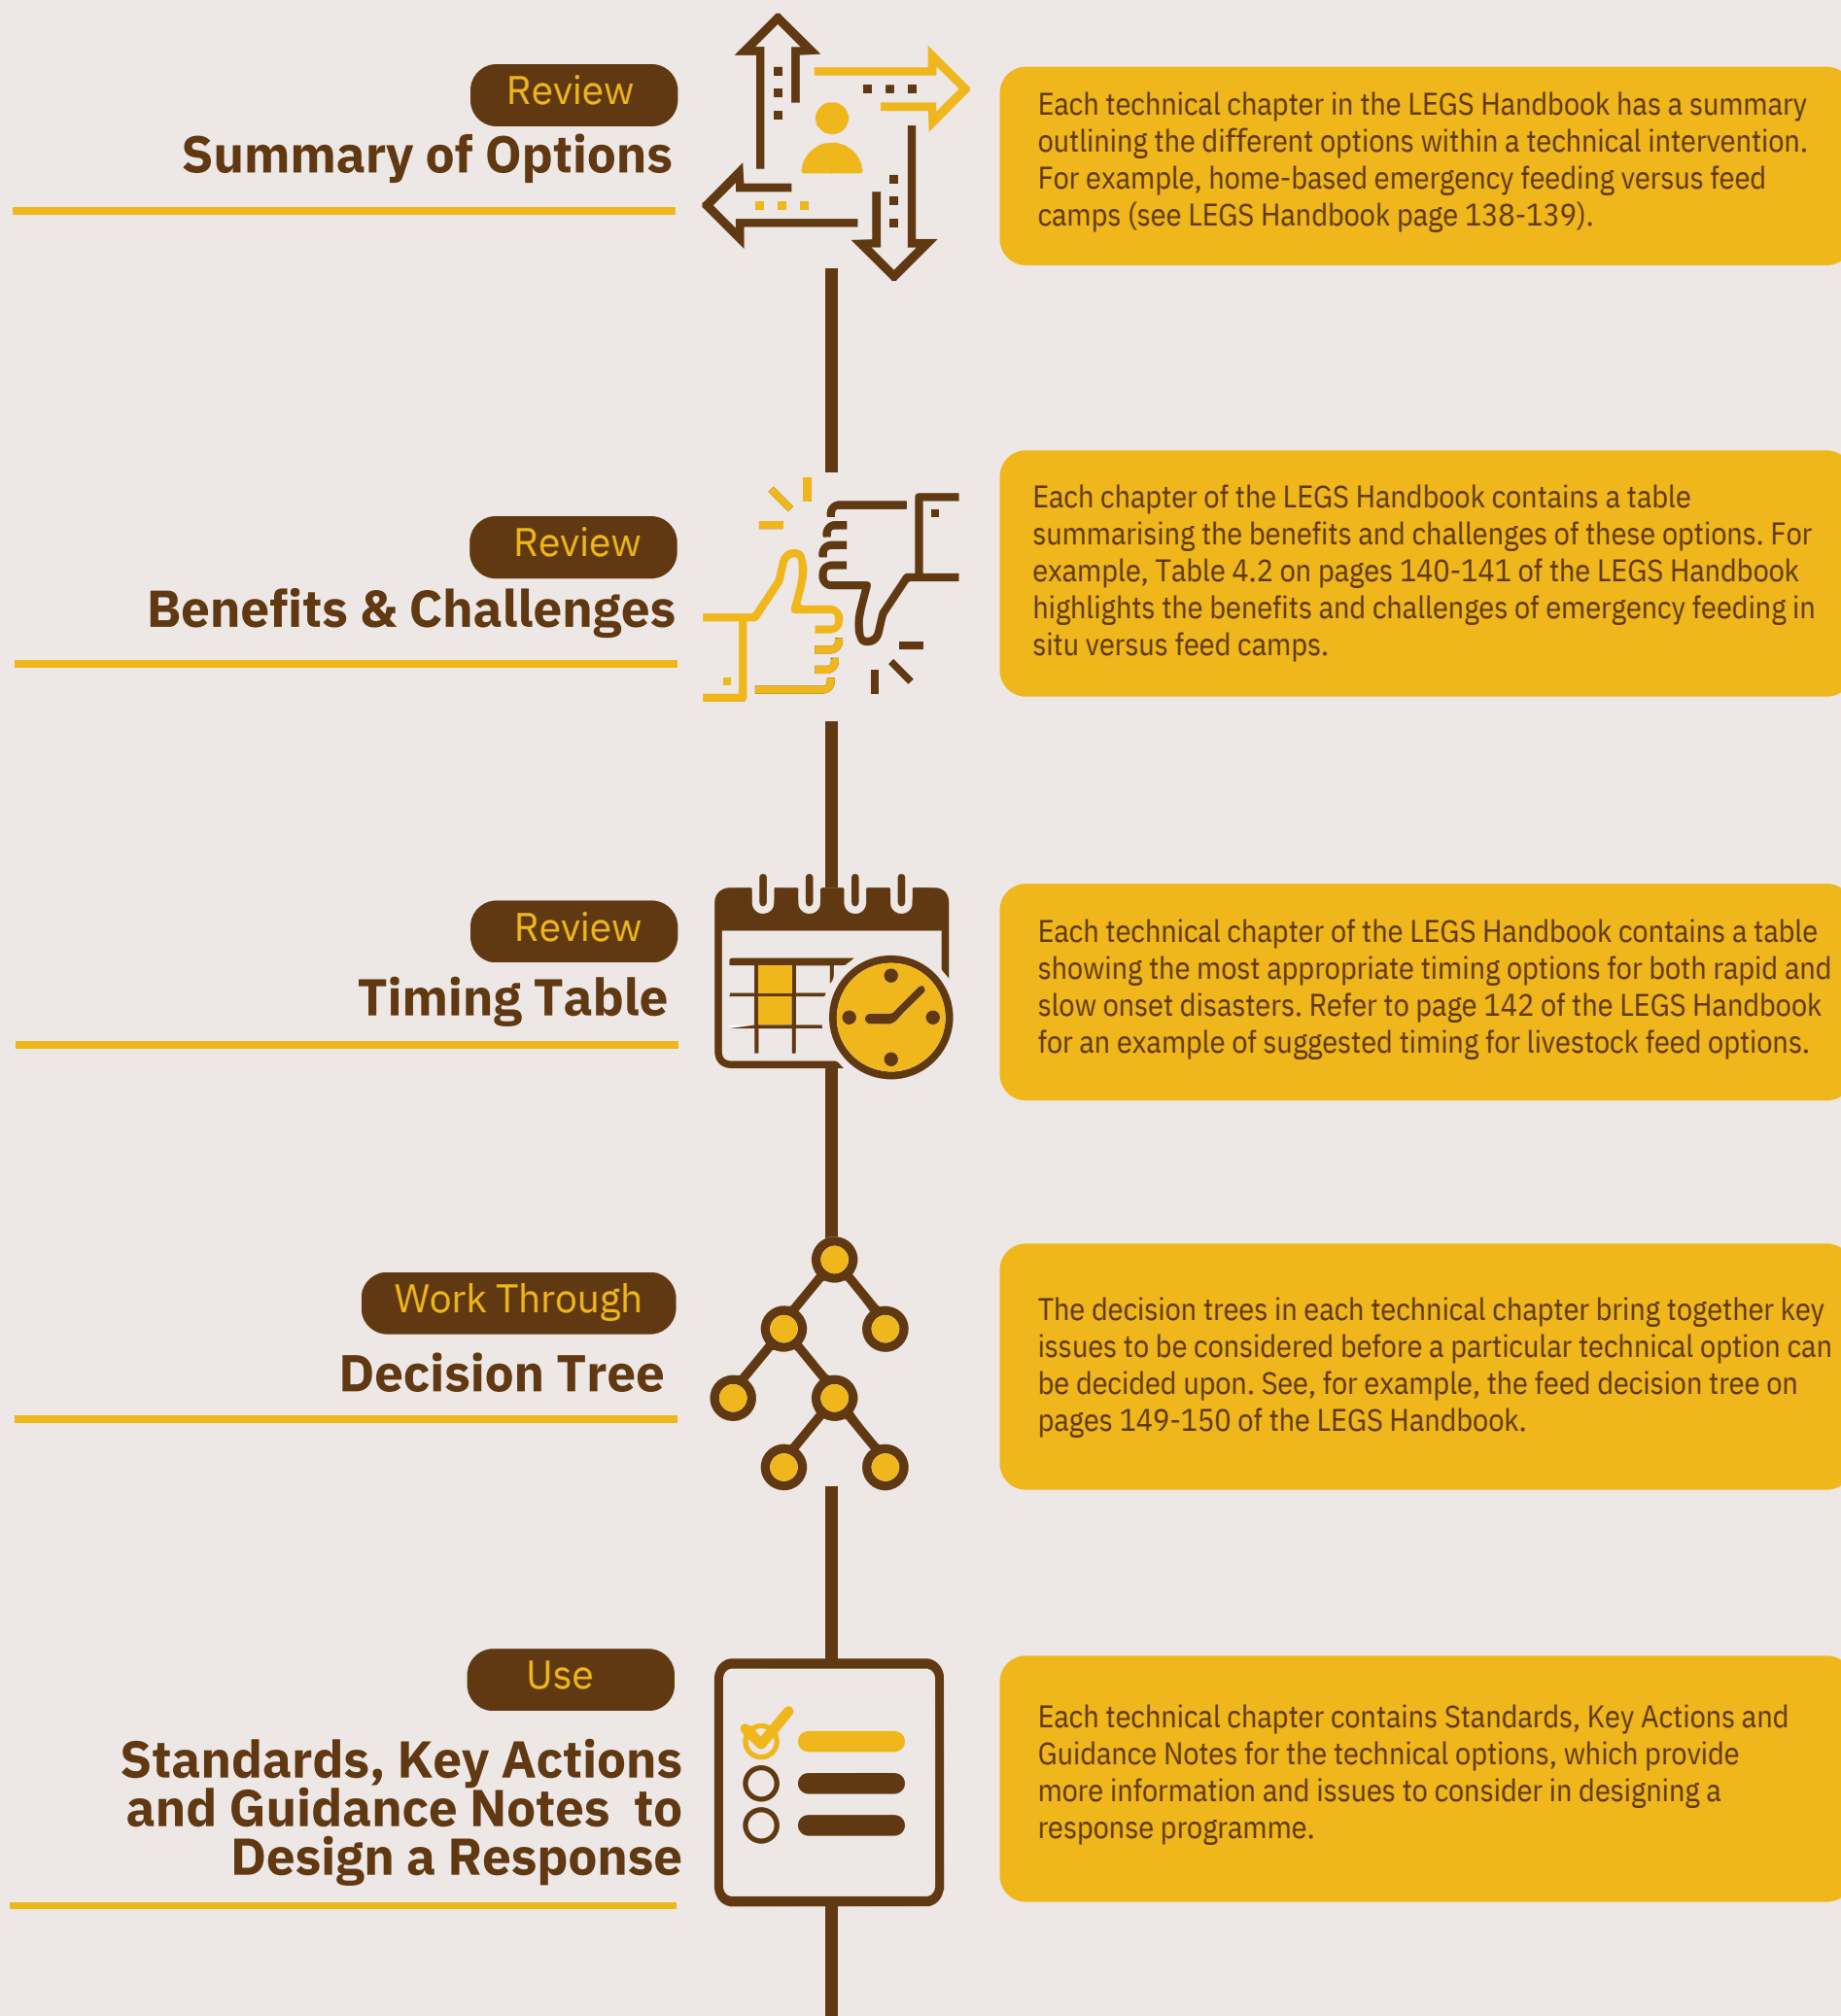 Review
Summary of Options
Each technical chapter in the LEGS Handbook has a summary
outlining the different options within a technical intervention.
For example, home-based emergency feeding versus feed
camps (see LEGS Handbook page 138-139).
Review
Benefits & Challenges
Each chapter of the LEGS Handbook contains a table
summarising the benefits and challenges of these options. For
example, Table 4.2 on pages 140-141 of the LEGS Handbook
highlights the benefits and challenges of emergency feeding in
situ versus feed camps.
Review
Timing Table
Each technical chapter of the LEGS Handbook contains a table
showing the most appropriate timing options for both rapid and
slow onset disasters. Refer to page 142 of the LEGS Handbook
for an example of suggested timing for livestock feed options.
Work Through
Decision Tree
The decision trees in each technical chapter bring together key
issues to be considered before a particular technical option can
be decided upon. See, for example, the feed decision tree on
pages 149-150 of the LEGS Handbook.
Use
Standards, Key Actions
and Guidance Notes to
Design a Response
Each technical chapter contains Standards, Key Actions and
Guidance Notes for the technical options, which provide
more information and issues to consider in designing a
response programme.